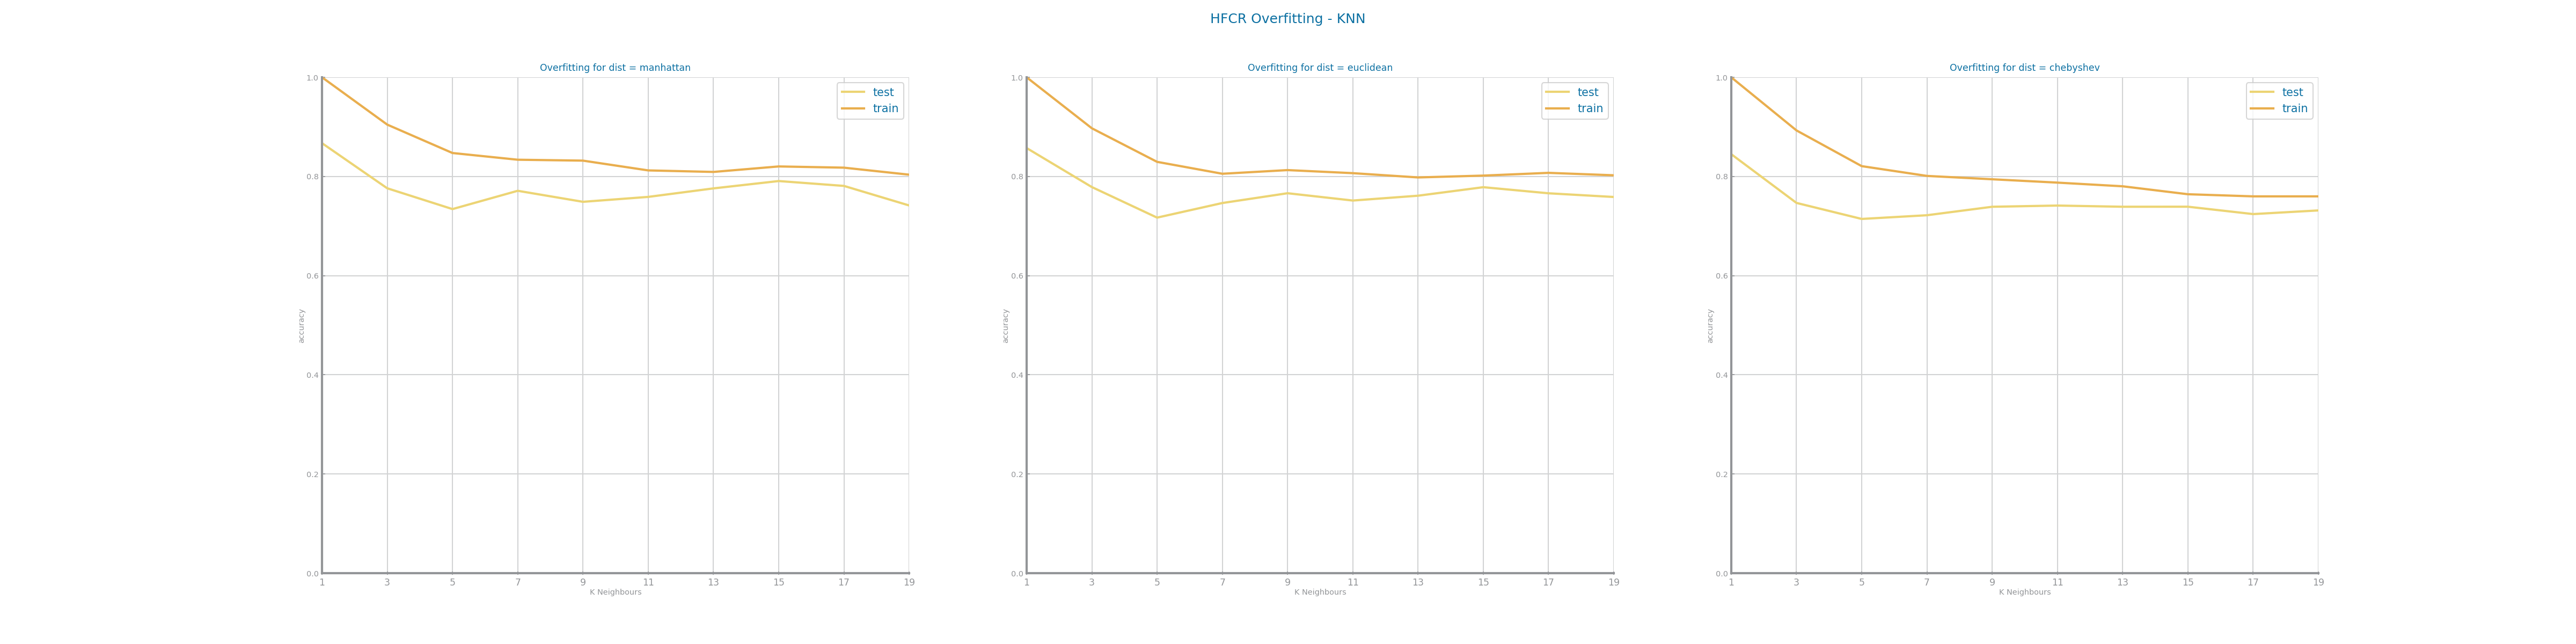 HFCR Overfitting - KNN
Overfitting for dist = manhattan
1.0
0.8
0.6
0.4
0.2
0.0
accuracy
test
train
1 3 5 7 9 11 13 15 17 19
K Neighbours
Overfitting for dist = euclidean
1.0
0.8
0.6
0.4
0.2
0.0
accuracy
test
train
1 3 5 7 9 11 13 15 17 19
K Neighbours
Overfitting for dist = chebyshev
1.0
0.8
0.6
0.4
0.2
0.0
accuracy
test
train
1 3 5 7 9 11 13 15 17 19
K Neighbours